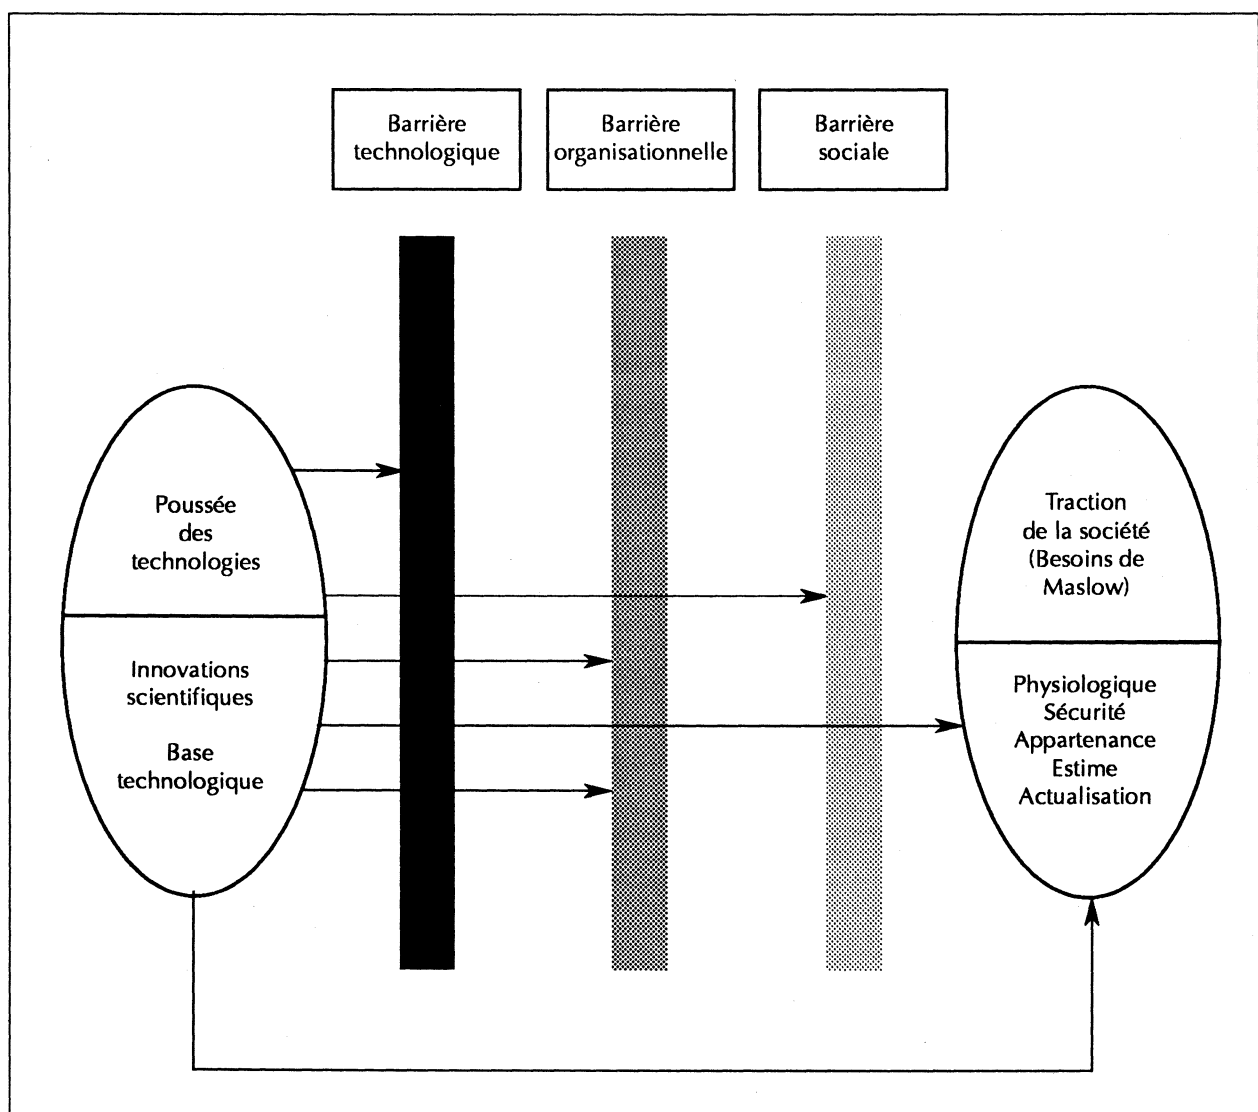 Barrière
technologique
Barrière
organisationnelle
Barrière
sociale
Poussée
des
technologies
Innovations
scientifiques
Base
technologique
Traction
de la société
(Besoins de
Maslow)
Physiologique
Sécurité
Appartenance
Estime
Actualisation